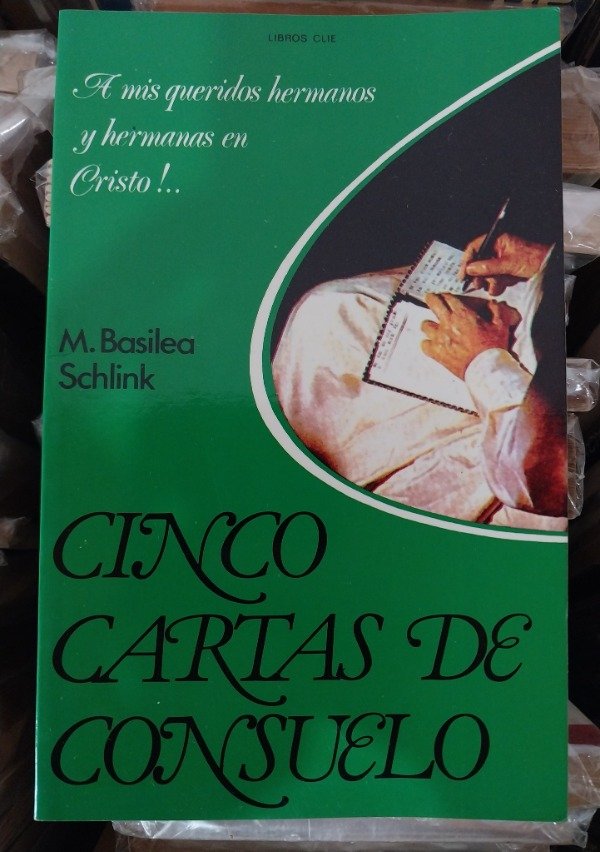 LIBROS CLIE
A mis queridos hermanos
y hermanas en
Cristo!..
M. Basilea
Schlink
CINCO
CARTAS DE
CONSUELO